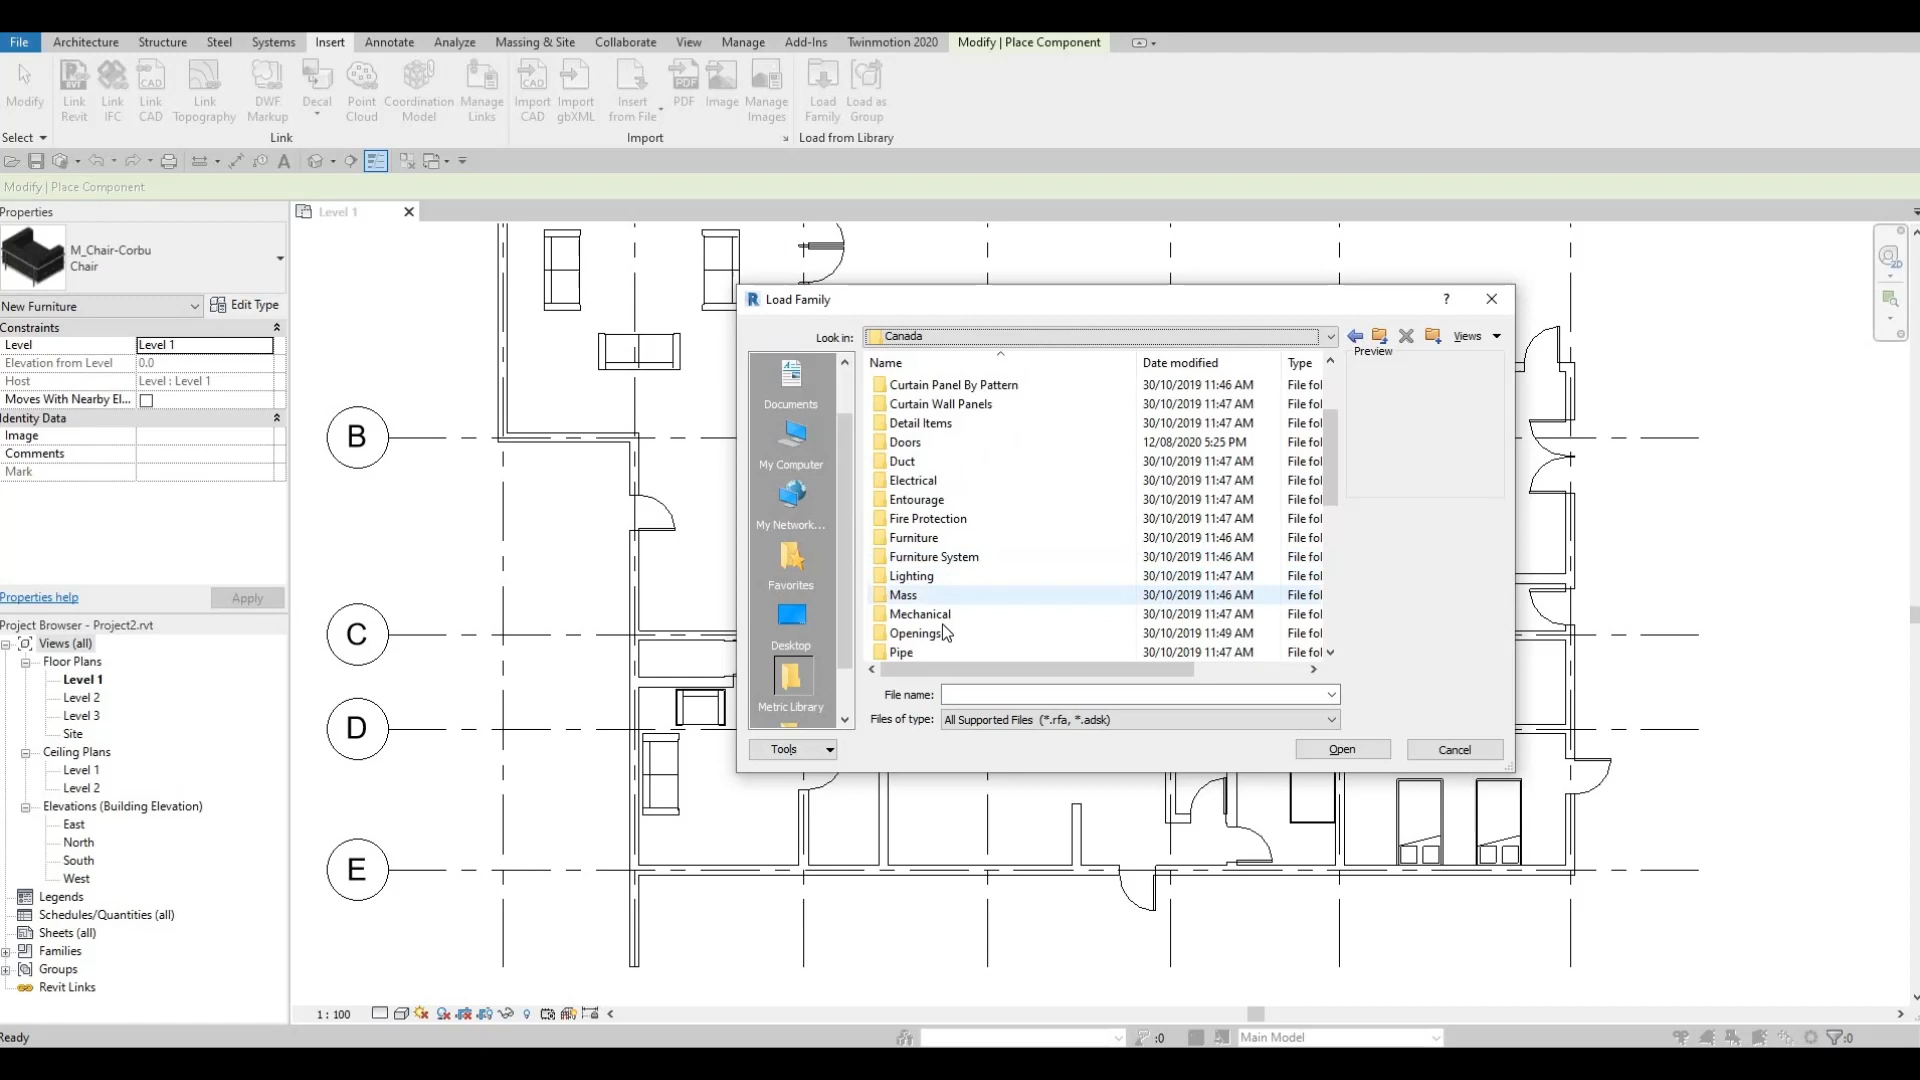 File Architecture Structure Steel Systems Insert Annotate Analyze Massing & Site Collaborate View Manage Add-Ins Twinmotion 2020 Modify | Place Component
Modify
Link Revit
Link IFC
Link CAD
Link Topography
DWF Markup
Decal
Point Cloud
Coordination Model
Manage Links
Import CAD
Import gbXML
Insert from File
PDF
Image
Manage Images
Load Family
Load as Group
Select
Link
Import
Load from Library
Modify | Place Component
Properties
M_Chair-Corbu
Chair
New Furniture
Edit Type
Constraints
Level Level 1
Elevation from Level 0.0
Host Level : Level 1
Moves With Nearby El...
Identity Data
Image
Comments
Mark
Properties help
Apply
Project Browser - Project2.rvt
Views (all)
Floor Plans
Level 1
Level 2
Level 3
Site
Ceiling Plans
Level 1
Level 2
Elevations (Building Elevation)
East
North
South
West
Legends
Schedules/Quantities (all)
Sheets (all)
Families
Groups
Revit Links
Level 1
B
C
D
E
2D
Load Family
?
Look in: Canada
Views
Preview
Documents
My Computer
My Network...
Favorites
Desktop
Metric Library
Name Date modified Type
Curtain Panel By Pattern 30/10/2019 11:46 AM File fol
Curtain Wall Panels 30/10/2019 11:47 AM File fol
Detail Items 30/10/2019 11:47 AM File fol
Doors 12/08/2020 5:25 PM File fol
Duct 30/10/2019 11:47 AM File fol
Electrical 30/10/2019 11:47 AM File fol
Entourage 30/10/2019 11:47 AM File fol
Fire Protection 30/10/2019 11:47 AM File fol
Furniture 30/10/2019 11:46 AM File fol
Furniture System 30/10/2019 11:46 AM File fol
Lighting 30/10/2019 11:47 AM File fol
Mass 30/10/2019 11:46 AM File fol
Mechanical 30/10/2019 11:47 AM File fol
Openings 30/10/2019 11:49 AM File fol
Pipe 30/10/2019 11:47 AM File fol
File name:
Files of type: All Supported Files (*.rfa, *.adsk)
Tools
Open
Cancel
1 : 100
Ready
:0
Main Model
:0